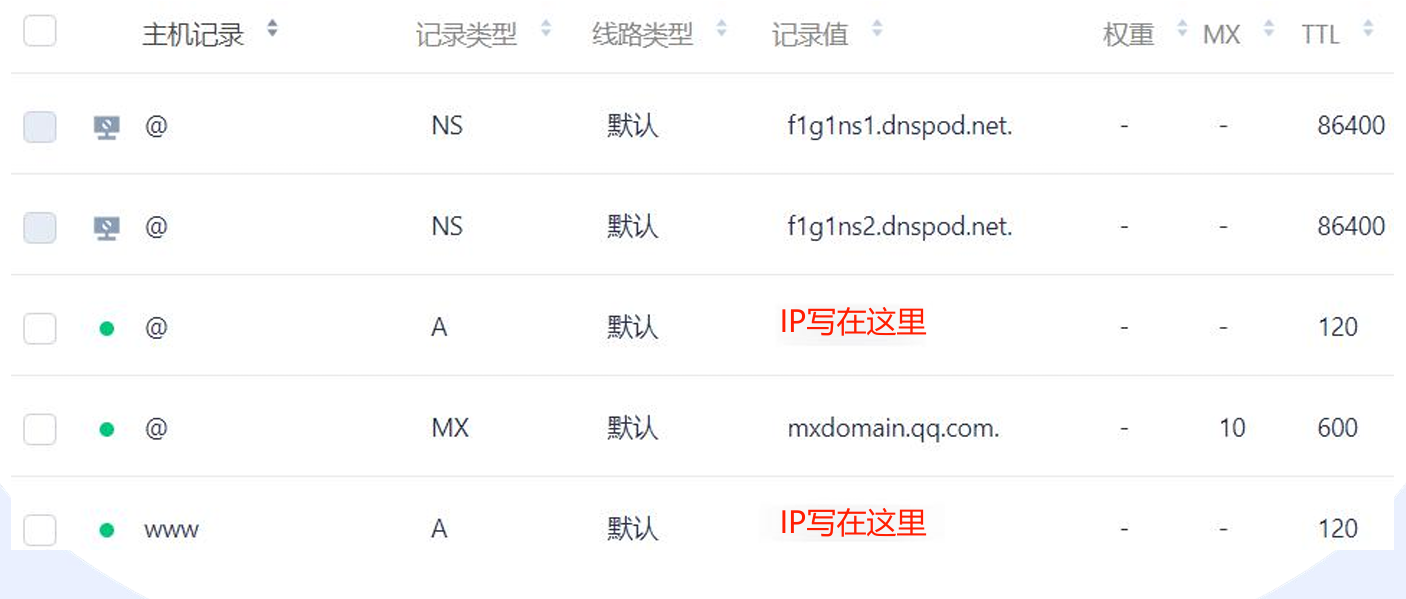 主机记录 记录类型 线路类型 记录值 权重 MX TTL
@ NS 默认 f1g1ns1.dnspod.net. - - 86400
@ NS 默认 f1g1ns2.dnspod.net. - - 86400
@ A 默认 IP写在这里 - - 120
@ MX 默认 mxdomain.qq.com. - 10 600
www A 默认 IP写在这里 - - 120